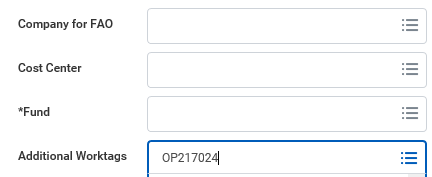 Company for FAO
Cost Center
*Fund
Additional Worktags
OP217024